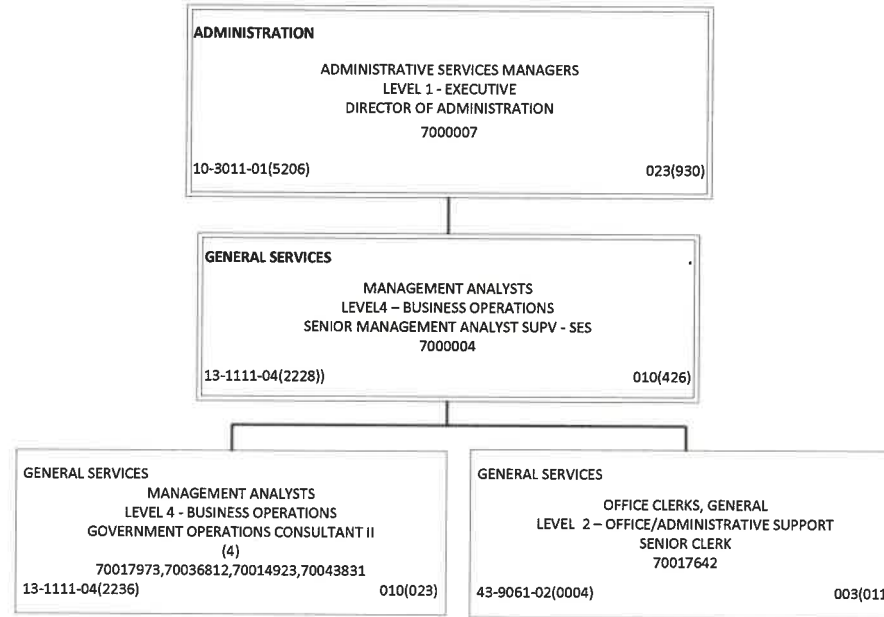 ADMINISTRATION
ADMINISTRATIVE SERVICES MANAGERS
LEVEL 1 - EXECUTIVE
DIRECTOR OF ADMINISTRATION
7000007
10-3011-01(5206) 023(930)
GENERAL SERVICES
MANAGEMENT ANALYSTS
LEVEL4 – BUSINESS OPERATIONS
SENIOR MANAGEMENT ANALYST SUPV - SES
7000004
13-1111-04(2228)) 010(426)
GENERAL SERVICES
MANAGEMENT ANALYSTS
LEVEL 4 - BUSINESS OPERATIONS
GOVERNMENT OPERATIONS CONSULTANT II
(4)
70017973,70036812,70014923,70043831
13-1111-04(2236) 010(023)
GENERAL SERVICES
OFFICE CLERKS, GENERAL
LEVEL 2 – OFFICE/ADMINISTRATIVE SUPPORT
SENIOR CLERK
70017642
43-9061-02(0004) 003(011